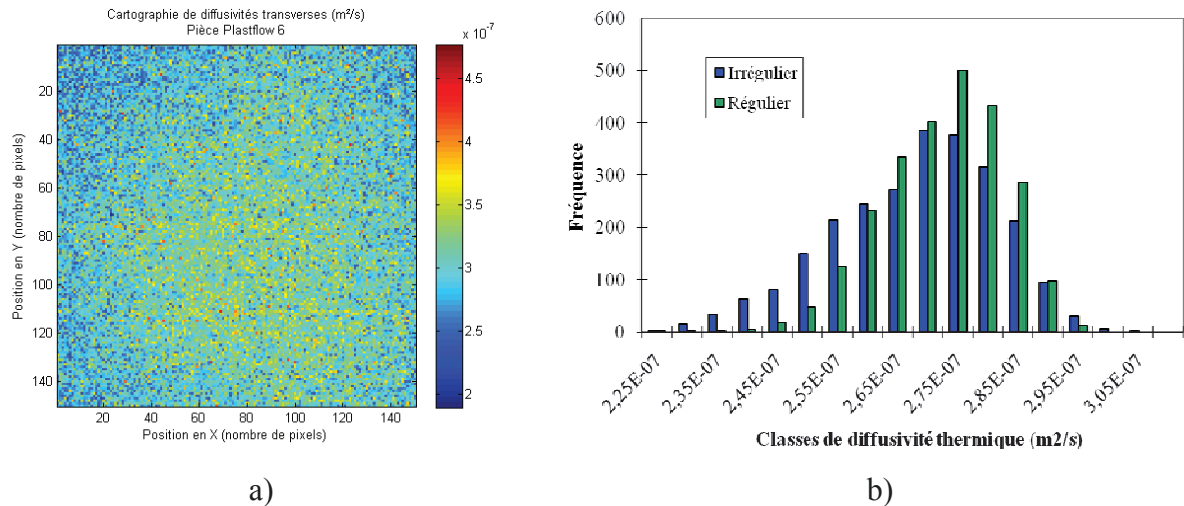 Cartographie de diffusivités transverses (m²/s)
Pièce Plastflow 6
x 10⁻⁷
4.5
4
3.5
3
2.5
2
Position en Y (nombre de pixels)
20
40
60
80
100
120
140
20 40 60 80 100 120 140
Position en X (nombre de pixels)
a)
600
500
400
300
200
100
0
Fréquence
Irrégulier
Régulier
2,25E-07 2,35E-07 2,45E-07 2,55E-07 2,65E-07 2,75E-07 2,85E-07 2,95E-07 3,05E-07
Classes de diffusivité thermique (m2/s)
b)